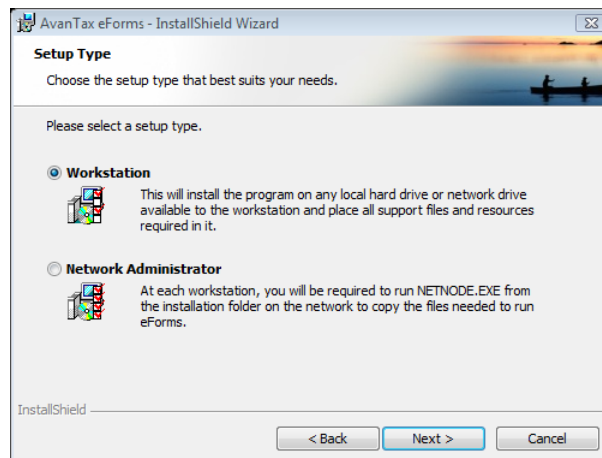 AvanTax eForms - InstallShield Wizard
Setup Type
Choose the setup type that best suits your needs.
Please select a setup type.
Workstation
This will install the program on any local hard drive or network drive
available to the workstation and place all support files and resources
required in it.
Network Administrator
At each workstation, you will be required to run NETNODE.EXE from
the installation folder on the network to copy the files needed to run
eForms.
InstallShield
< Back
Next >
Cancel